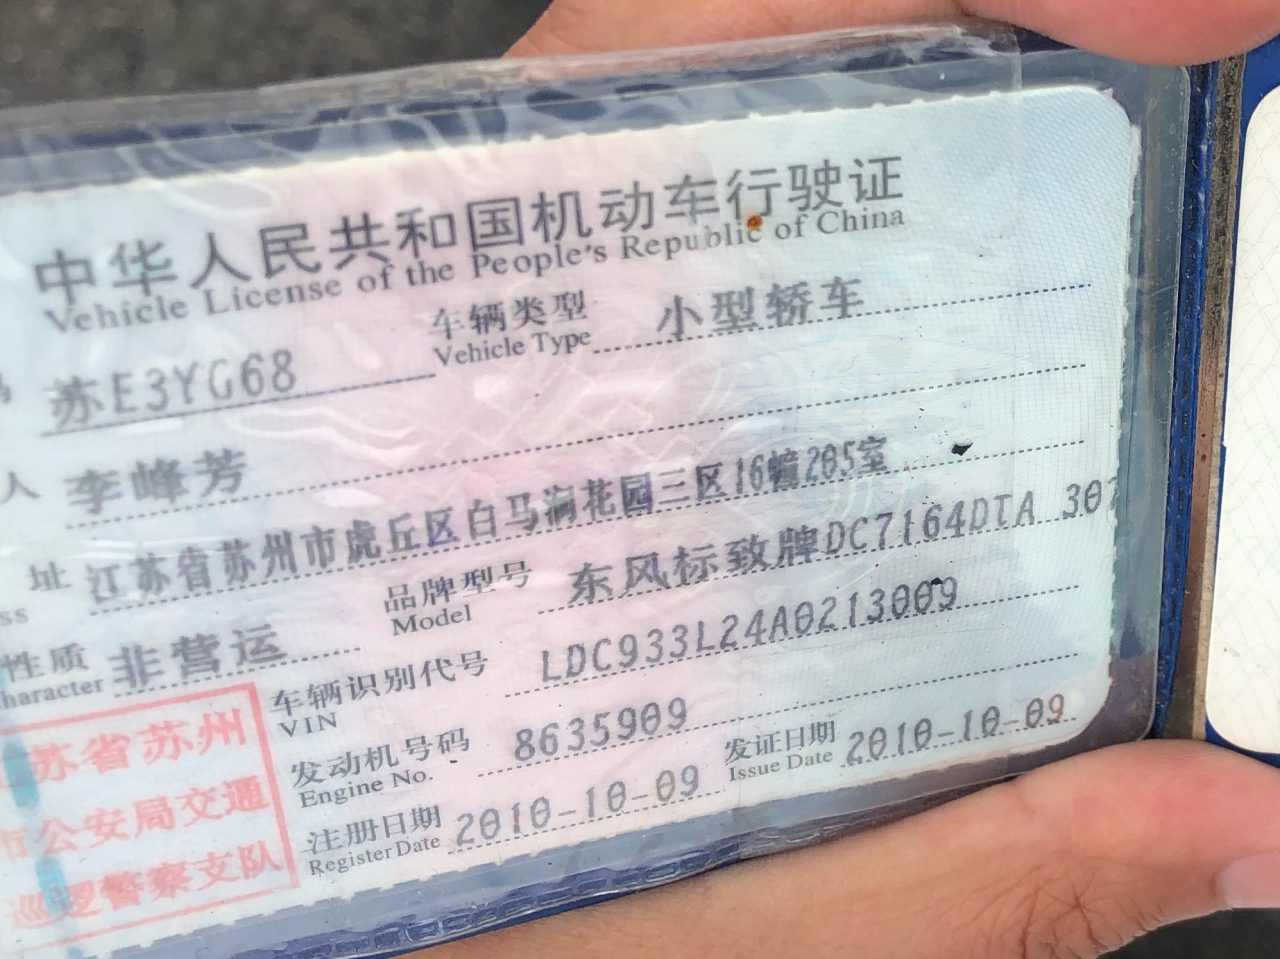 中华人民共和国机动车行驶证
Vehicle License of the People's Republic of China
苏E3YG68 车辆类型 小型轿车
Vehicle Type
人 李峰芳
址 江苏省苏州市虎丘区白马涧花园三区16幢205室
ss
品牌型号 东风标致牌DC7164DTA 307
Model
性质 非营运
haracter
车辆识别代号 LDC933L24A0213009
VIN
发动机号码 8635909
Engine No.
发证日期 2010-10-09
Issue Date
注册日期 2010-10-09
Register Date
苏省苏州
市公安局交通
巡逻警察支队